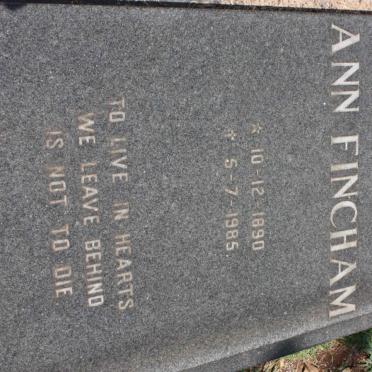 ANN FINCHAM
☆ 10-12-1890
✝ 5-7-1985
TO LIVE IN HEARTS
WE LEAVE BEHIND
IS NOT TO DIE